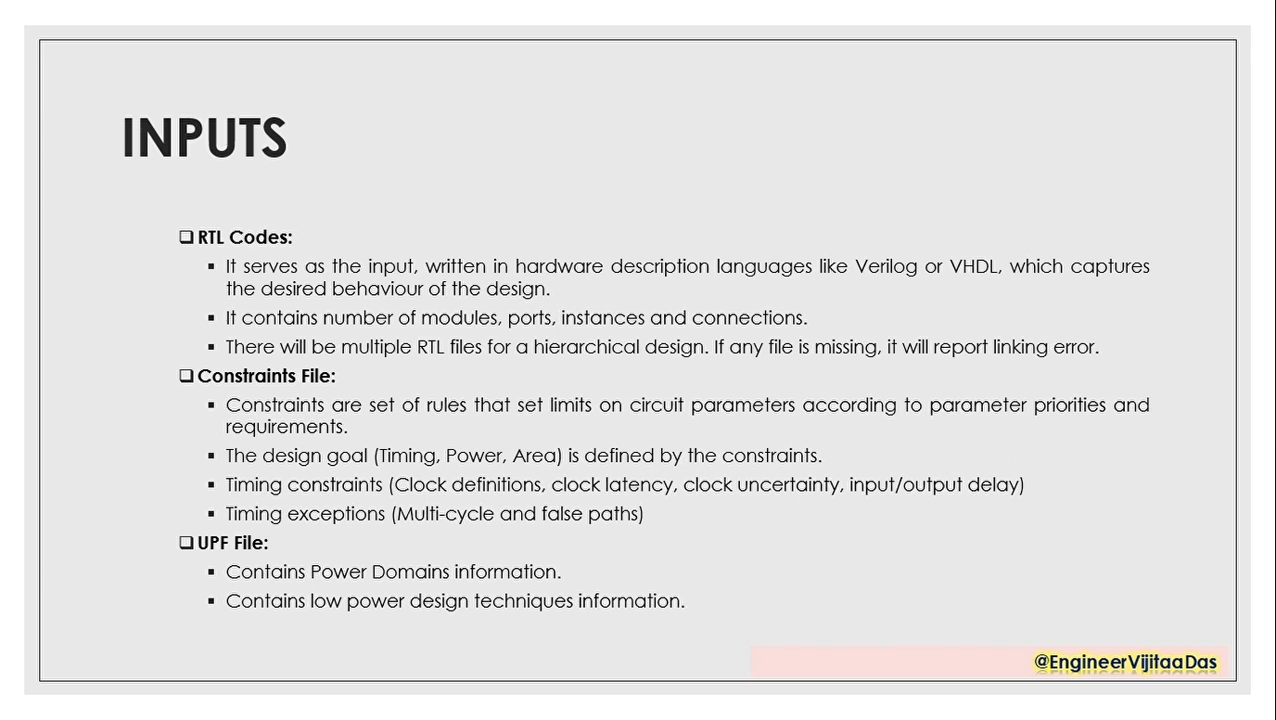 INPUTS
❑ RTL Codes:
▪ It serves as the input, written in hardware description languages like Verilog or VHDL, which captures
the desired behaviour of the design.
▪ It contains number of modules, ports, instances and connections.
▪ There will be multiple RTL files for a hierarchical design. If any file is missing, it will report linking error.
❑ Constraints File:
▪ Constraints are set of rules that set limits on circuit parameters according to parameter priorities and
requirements.
▪ The design goal (Timing, Power, Area) is defined by the constraints.
▪ Timing constraints (Clock definitions, clock latency, clock uncertainty, input/output delay)
▪ Timing exceptions (Multi-cycle and false paths)
❑ UPF File:
▪ Contains Power Domains information.
▪ Contains low power design techniques information.
@EngineerVijitaaDas